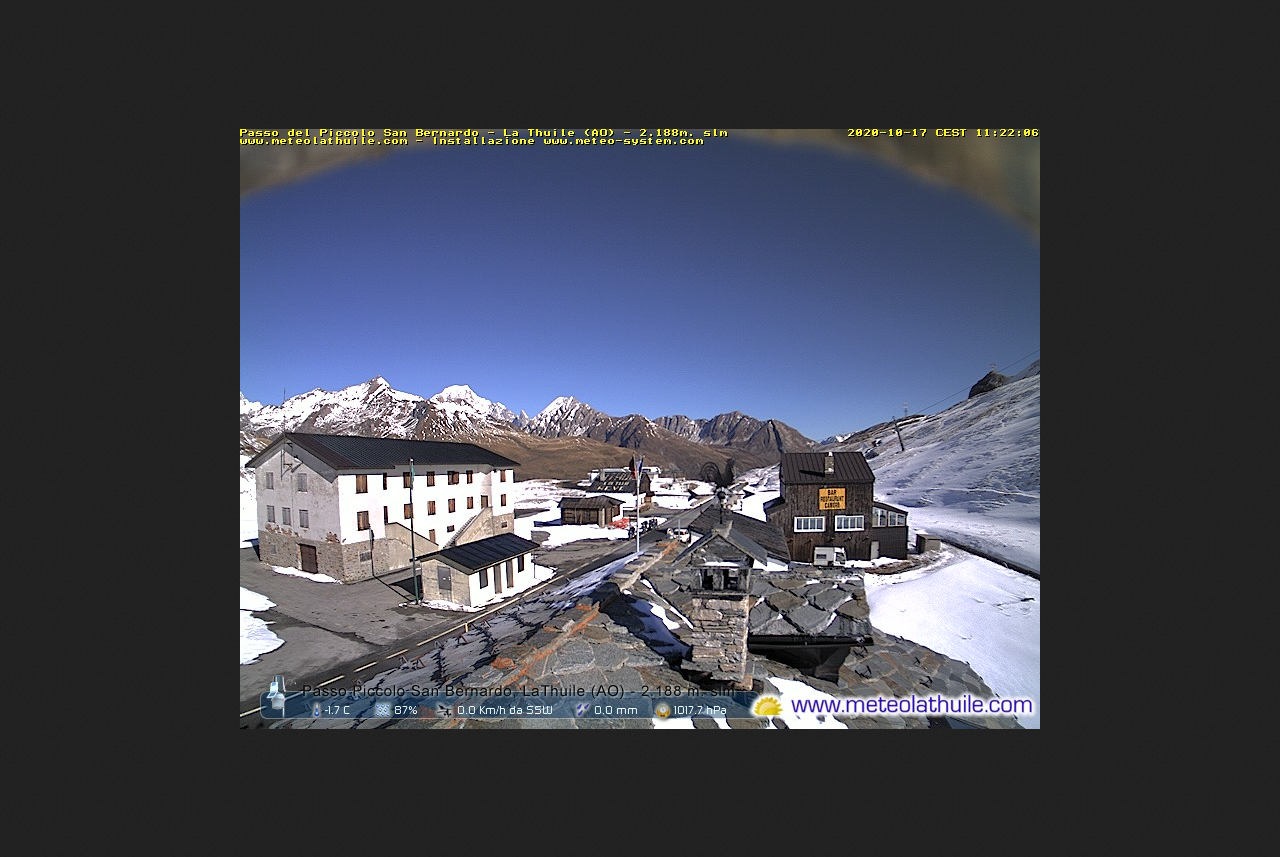 Passo del Piccolo San Bernardo - La Thuile (AO) - 2.188m. slm
2020-10-17 CEST 11:22:06
www.meteolathuile.com - Installazione www.meteo-system.com
BAR
RESTAURANT
CAMERE
Passo Piccolo San Bernardo, LaThuile (AO) - 2.188 m. slm
-1.7 C 87% 0.0 Km/h da SSW 0.0 mm 1017.7 hPa
www.meteolathuile.com